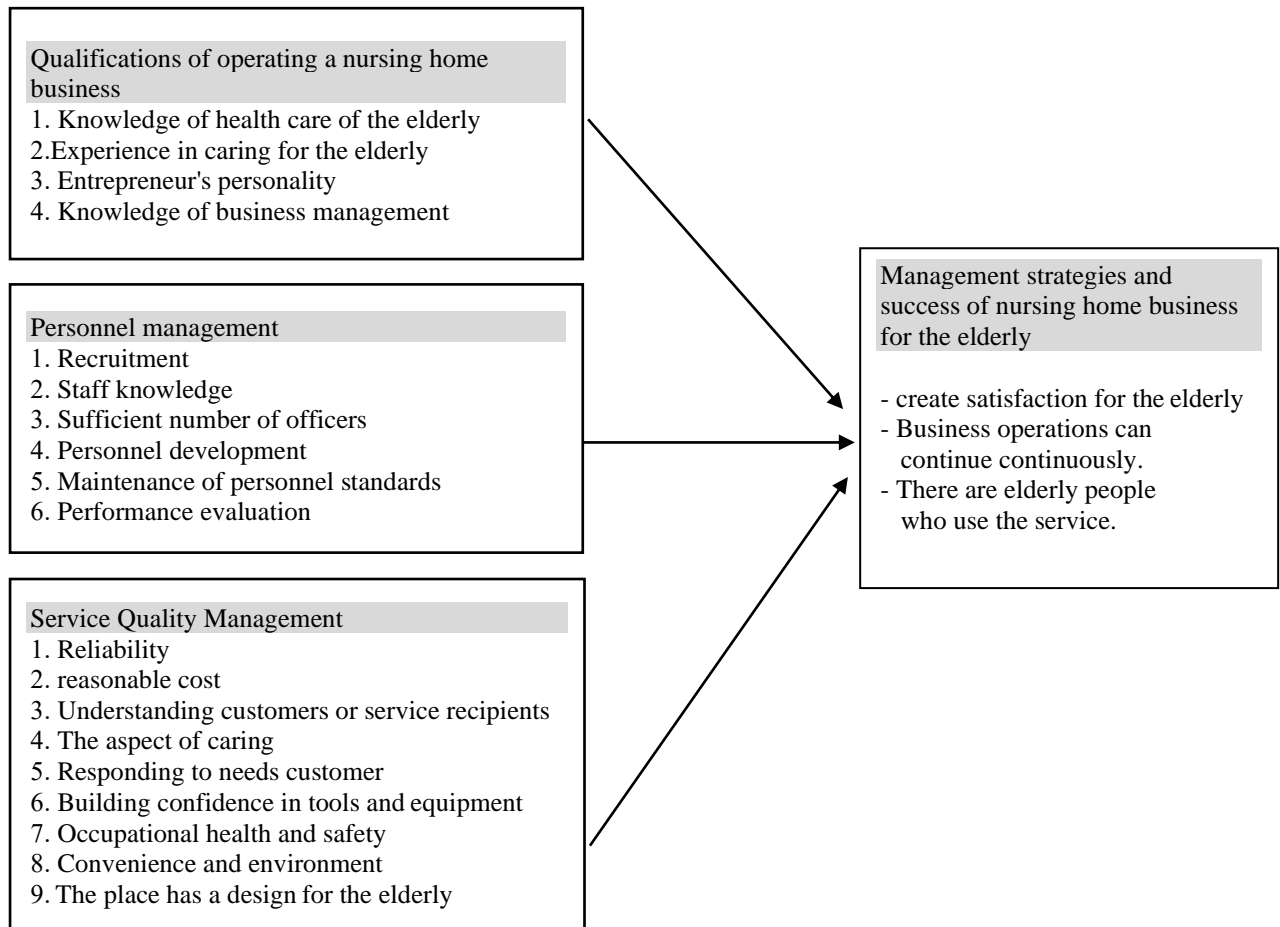 Qualifications of operating a nursing home
business
1. Knowledge of health care of the elderly
2.Experience in caring for the elderly
3. Entrepreneur's personality
4. Knowledge of business management
Personnel management
1. Recruitment
2. Staff knowledge
3. Sufficient number of officers
4. Personnel development
5. Maintenance of personnel standards
6. Performance evaluation
Service Quality Management
1. Reliability
2. reasonable cost
3. Understanding customers or service recipients
4. The aspect of caring
5. Responding to needs customer
6. Building confidence in tools and equipment
7. Occupational health and safety
8. Convenience and environment
9. The place has a design for the elderly
Management strategies and
success of nursing home business
for the elderly
- create satisfaction for the elderly
- Business operations can
continue continuously.
- There are elderly people
who use the service.